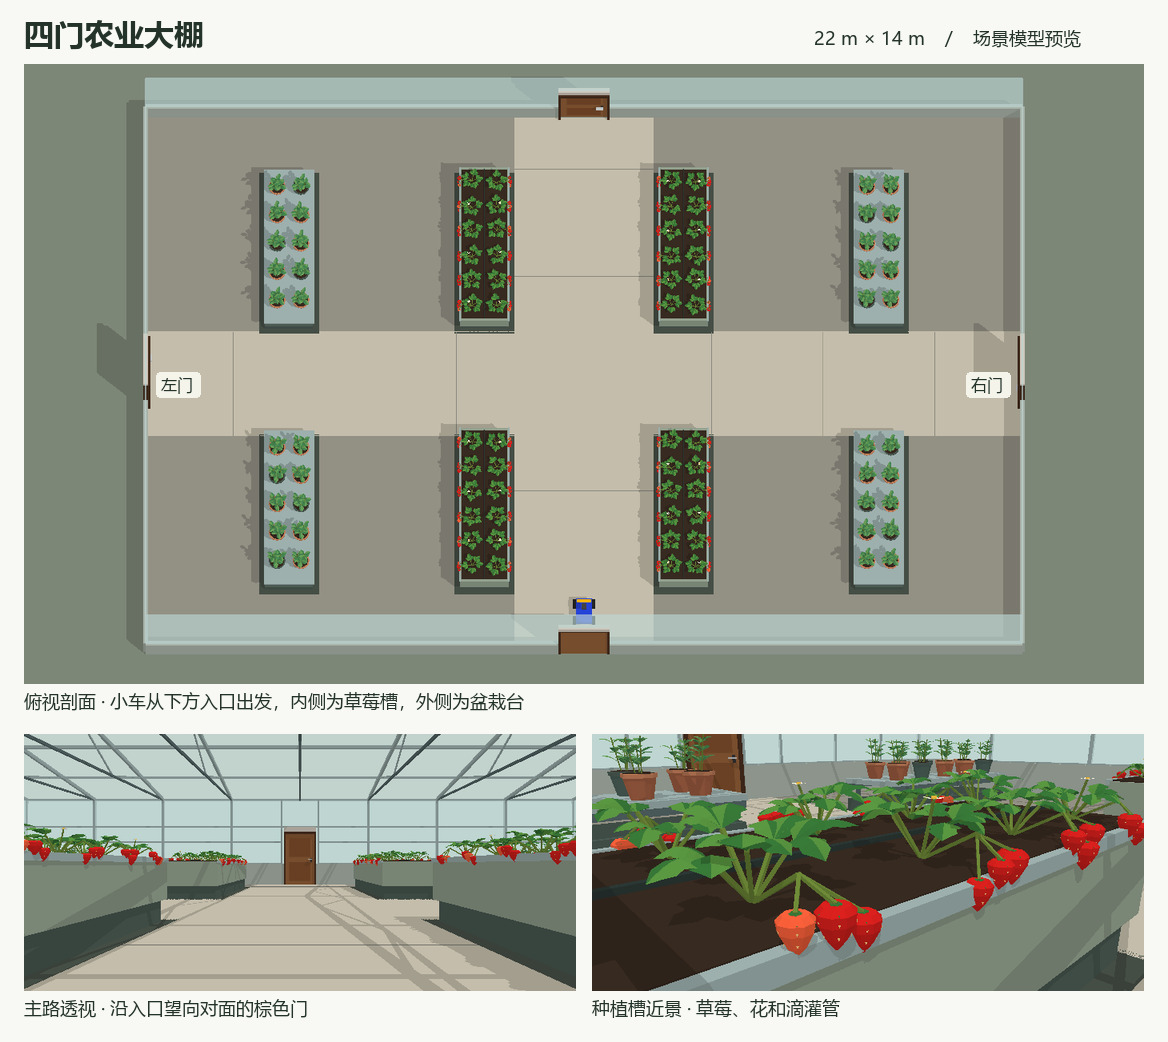 四门农业大棚
22 m × 14 m / 场景模型预览
左门
右门
俯视剖面 · 小车从下方入口出发，内侧为草莓槽，外侧为盆栽台
主路透视 · 沿入口望向对面的棕色门
种植槽近景 · 草莓、花和滴灌管